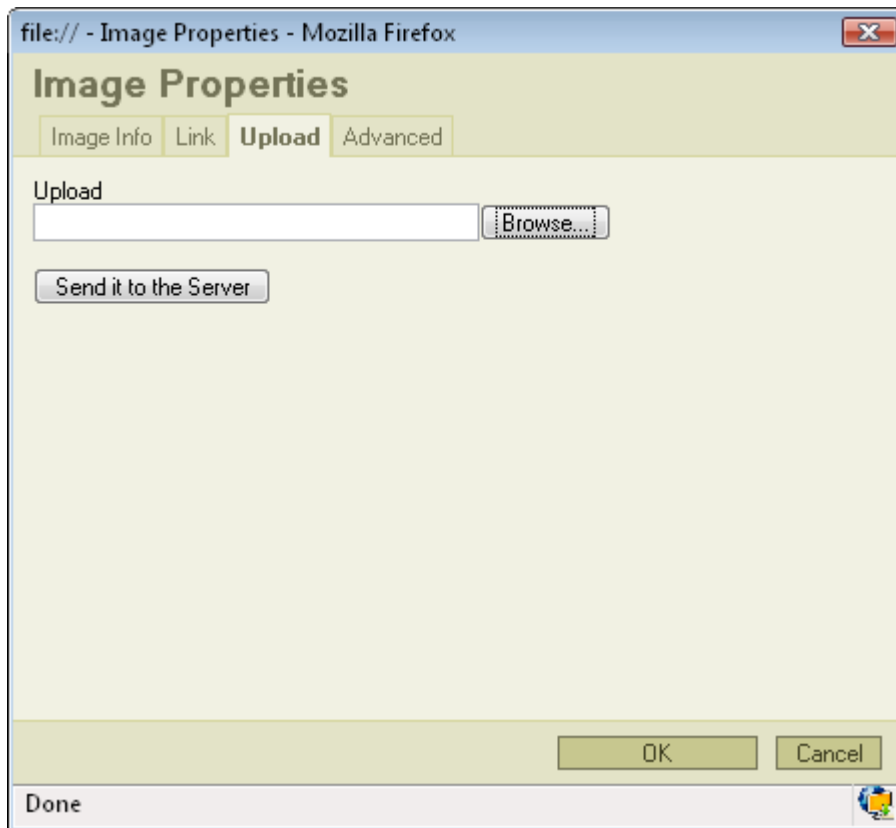 file:// - Image Properties - Mozilla Firefox
Image Properties
Image Info Link Upload Advanced
Upload
Browse...
Send it to the Server
OK Cancel
Done